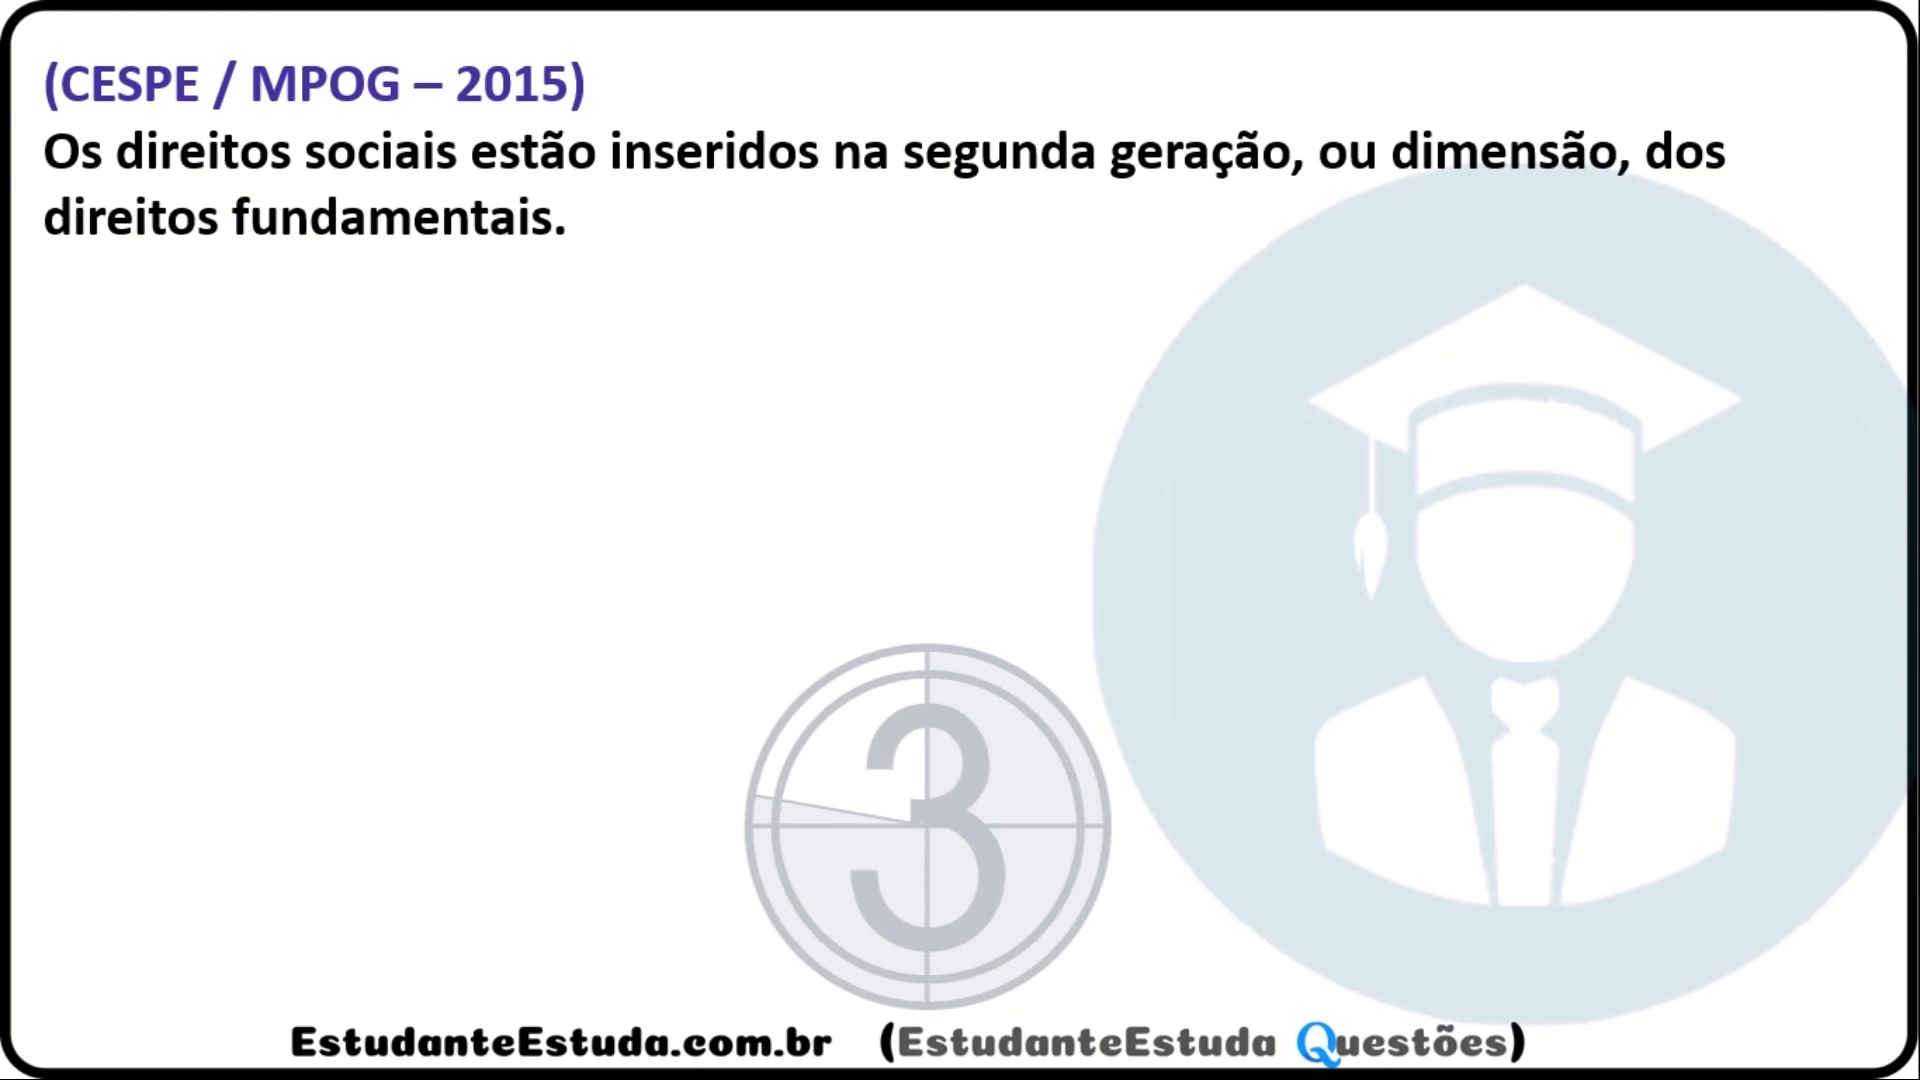 (CESPE / MPOG – 2015)
Os direitos sociais estão inseridos na segunda geração, ou dimensão, dos
direitos fundamentais.
3
EstudanteEstuda.com.br (EstudanteEstuda Questões)